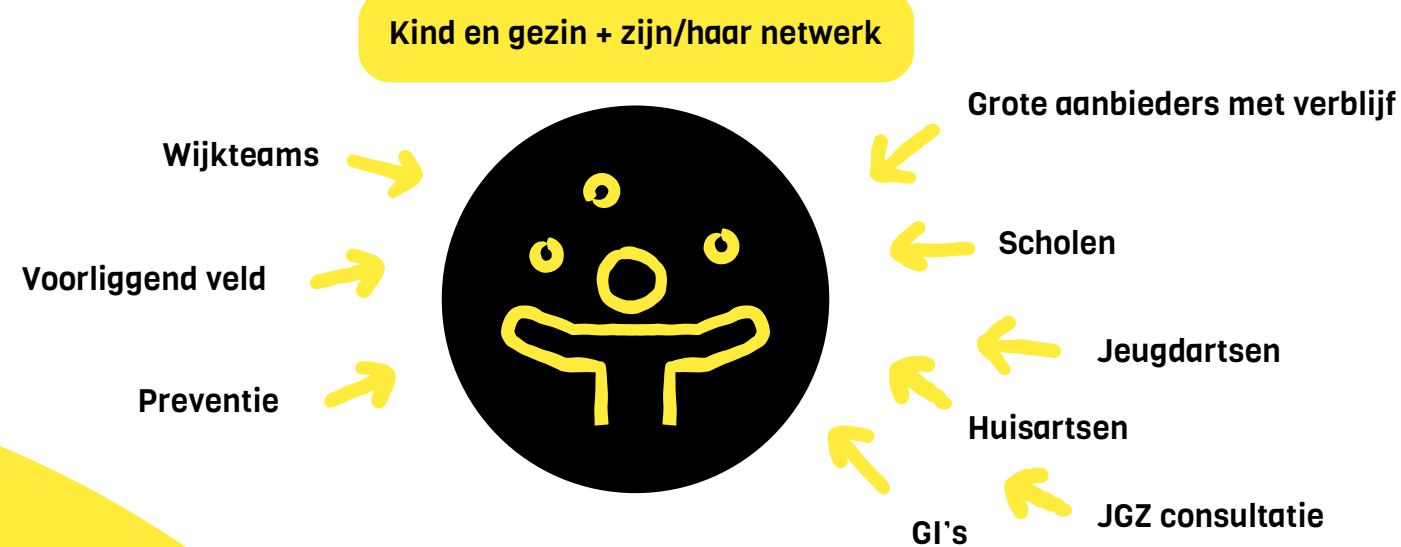 Kind en gezin + zijn/haar netwerk
Grote aanbieders met verblijf
Wijkteams
Scholen
Voorliggend veld
Jeugdartsen
Preventie
Huisartsen
JGZ consultatie
GI's